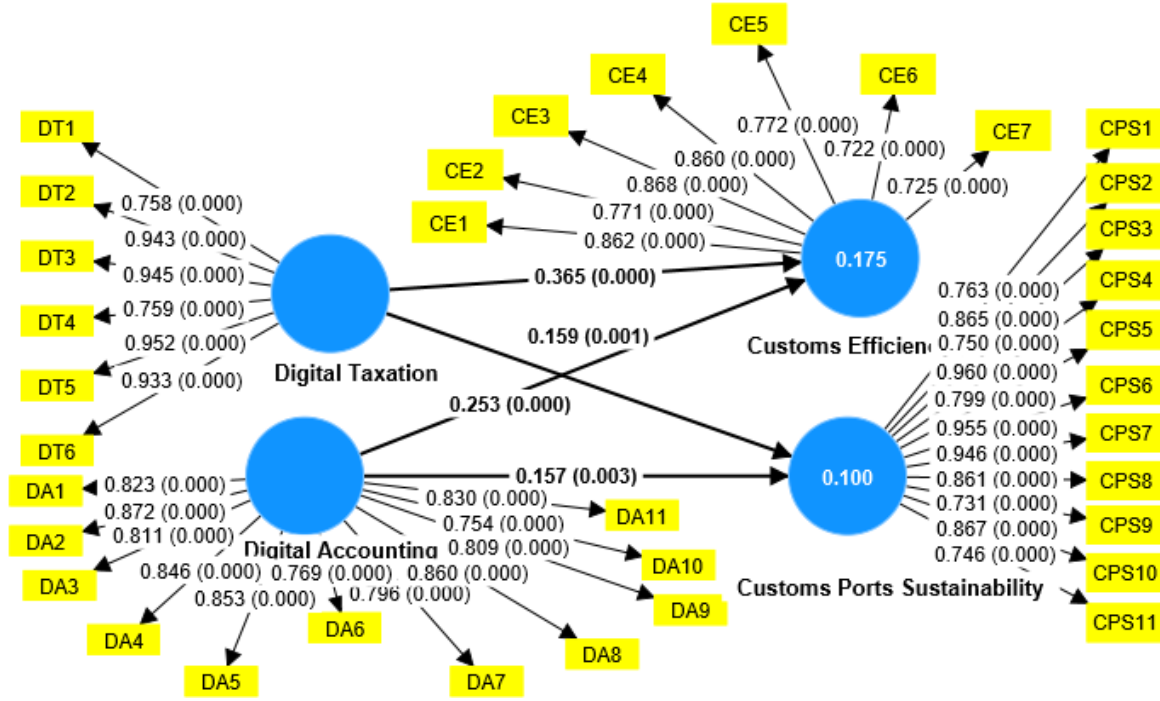 CE5
CE4
CE6
CE3
CE7
CPS1
DT1
0.772 (0.000)
0.722 (0.000)
CE2
0.860 (0.000)
CPS2
DT2
0.758 (0.000)
0.868 (0.000)
0.725 (0.000)
CE1
0.771 (0.000)
CPS3
0.943 (0.000)
0.862 (0.000)
DT3
0.945 (0.000)
0.365 (0.000)
0.175
CPS4
0.759 (0.000)
0.763 (0.000)
DT4
0.952 (0.000)
0.159 (0.001)
0.865 (0.000)
CPS5
Customs Efficien
0.750 (0.000)
Digital Taxation
0.933 (0.000)
0.960 (0.000)
DT5
CPS6
0.253 (0.000)
0.799 (0.000)
0.955 (0.000)
CPS7
DT6
0.946 (0.000)
DA1
0.823 (0.000)
0.157 (0.003)
0.100
0.861 (0.000)
CPS8
0.872 (0.000)
0.830 (0.000)
0.731 (0.000)
DA2
0.811 (0.000)
0.754 (0.000)
DA11
0.867 (0.000)
CPS9
Digital Accounting
0.809 (0.000)
0.746 (0.000)
DA3
0.846 (0.000)
0.769 (0.000)
0.860 (0.000)
DA10
CPS10
0.853 (0.000)
0.796 (0.000)
Customs Ports Sustainability
DA9
DA4
DA6
CPS11
DA8
DA5
DA7